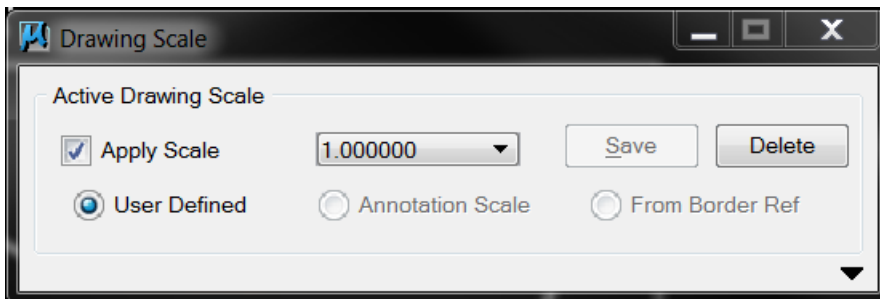 Drawing Scale
Active Drawing Scale
Apply Scale 1.000000 Save Delete
User Defined Annotation Scale From Border Ref